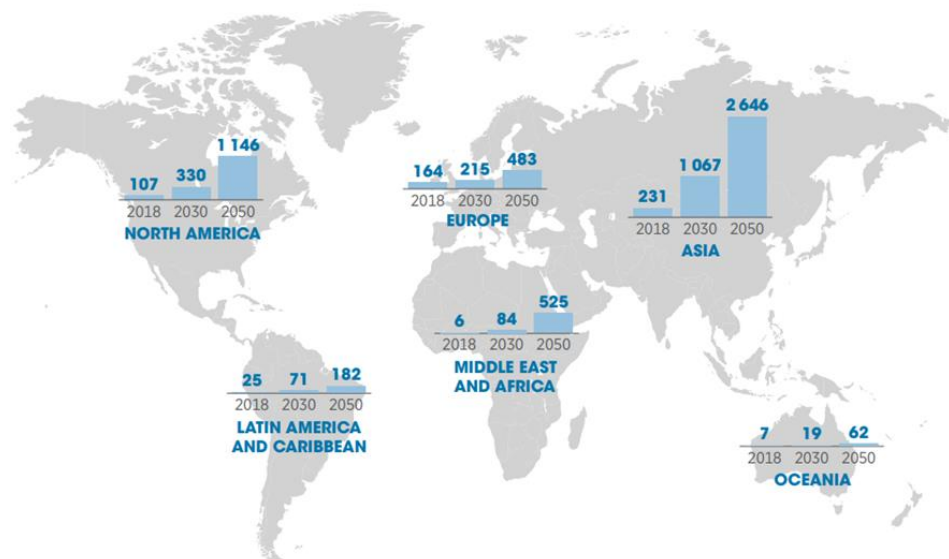 1 146
107 330
2018 2030 2050
NORTH AMERICA
164 215 483
2018 2030 2050
EUROPE
2 646
1 067
231
2018 2030 2050
ASIA
6 84 525
2018 2030 2050
MIDDLE EAST
AND AFRICA
25 71 182
2018 2030 2050
LATIN AMERICA
AND CARIBBEAN
7 19 62
2018 2030 2050
OCEANIA